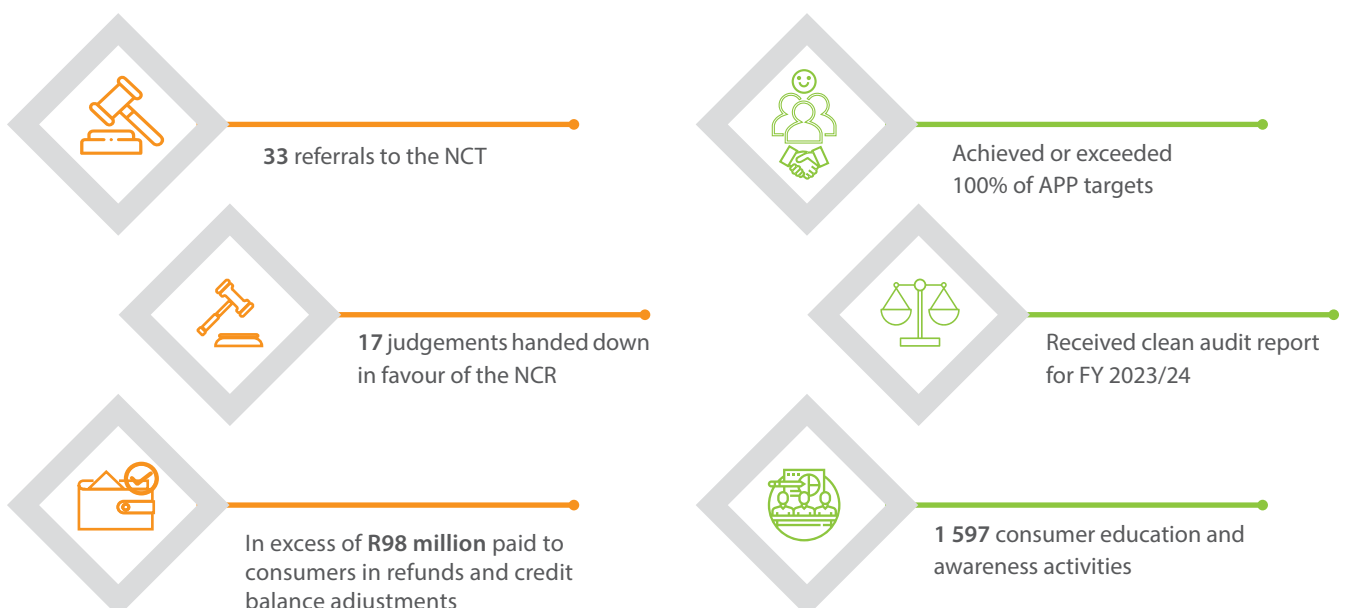 33 referrals to the NCT
17 judgements handed down
in favour of the NCR
In excess of R98 million paid to
consumers in refunds and credit
balance adjustments
Achieved or exceeded
100% of APP targets
Received clean audit report
for FY 2023/24
1 597 consumer education and
awareness activities